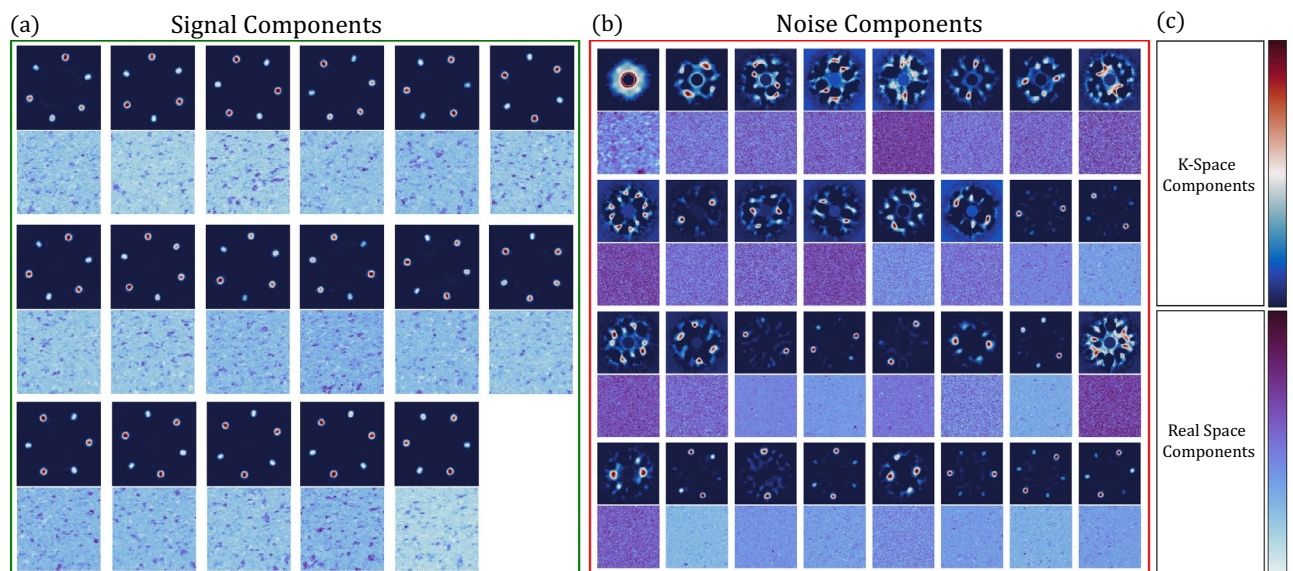 (a)
Signal Components
(b)
Noise Components
(c)
K-Space
Components
Real Space
Components